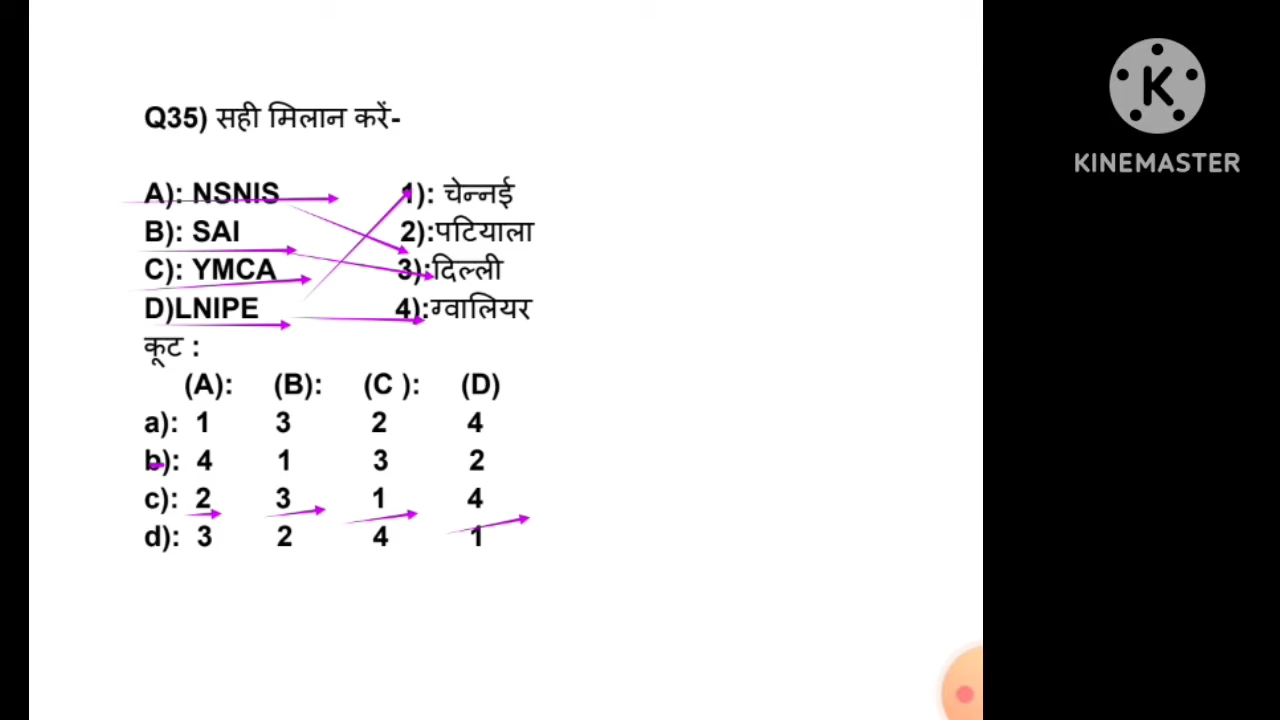 Q35) सही मिलान करें-
A): NSNIS 1): चेन्नई
B): SAI 2):पटियाला
C): YMCA 3):दिल्ली
D)LNIPE 4):ग्वालियर
कूट :
(A): (B): (C ): (D)
a): 1 3 2 4
b): 4 1 3 2
c): 2 3 1 4
d): 3 2 4 1
K
KINEMASTER